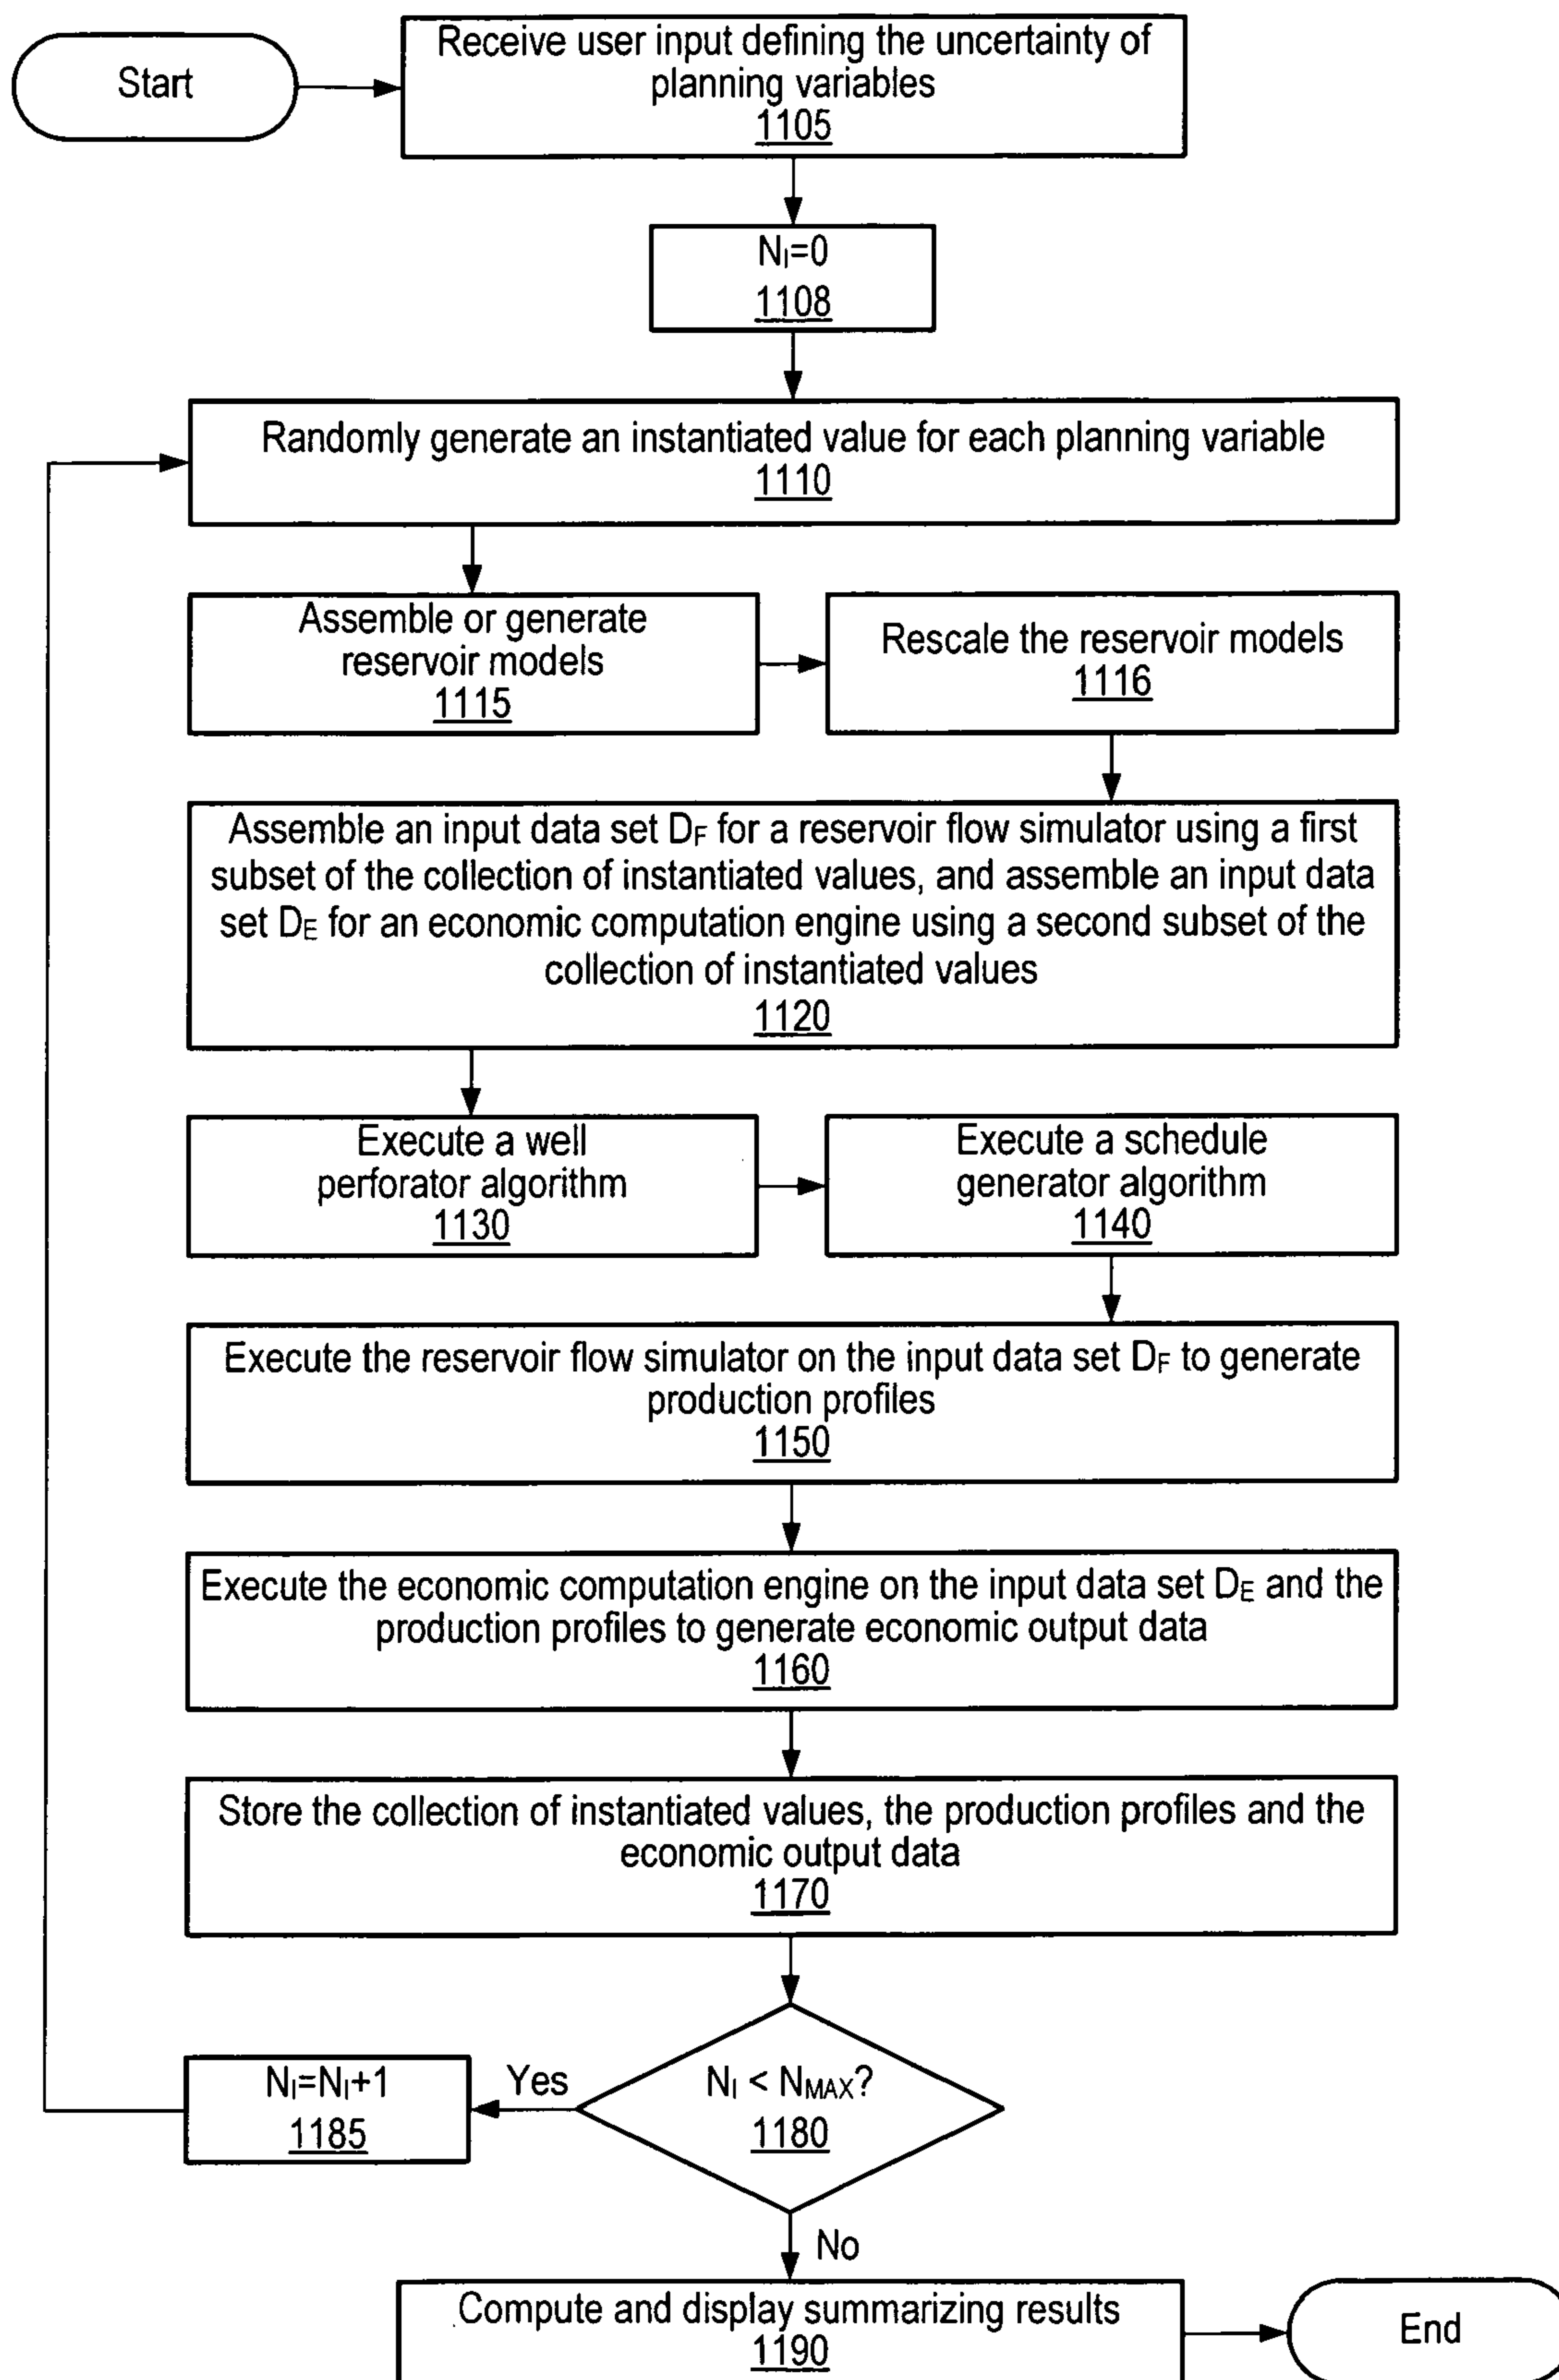 Start
Receive user input defining the uncertainty of
planning variables
1105
NI=0
1108
Randomly generate an instantiated value for each planning variable
1110
Assemble or generate
reservoir models
1115
Rescale the reservoir models
1116
Assemble an input data set DF for a reservoir flow simulator using a first
subset of the collection of instantiated values, and assemble an input data
set DE for an economic computation engine using a second subset of the
collection of instantiated values
1120
Execute a well
perforator algorithm
1130
Execute a schedule
generator algorithm
1140
Execute the reservoir flow simulator on the input data set DF to generate
production profiles
1150
Execute the economic computation engine on the input data set DE and the
production profiles to generate economic output data
1160
Store the collection of instantiated values, the production profiles and the
economic output data
1170
NI < NMAX?
1180
Yes
NI=NI+1
1185
No
Compute and display summarizing results
1190
End